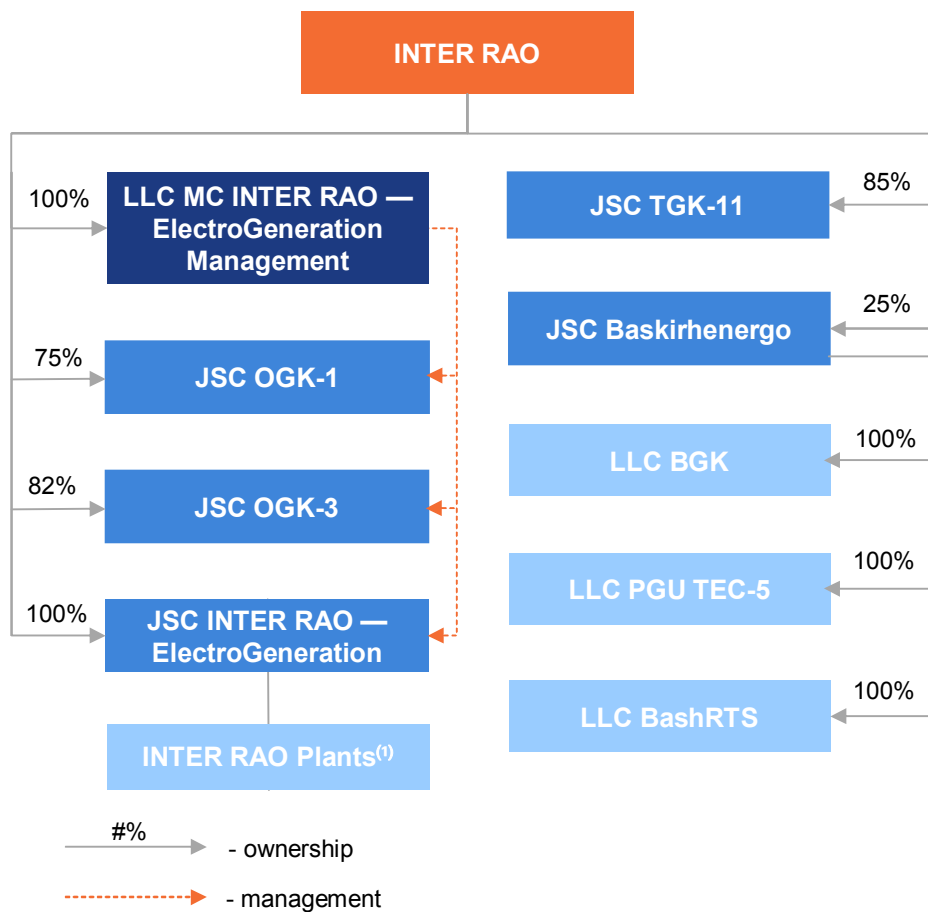 INTER RAO
100%
LLC MC INTER RAO —
ElectroGeneration
Management
75%
JSC OGK-1
82%
JSC OGK-3
100%
JSC INTER RAO —
ElectroGeneration
INTER RAO Plants⁽¹⁾
JSC TGK-11
85%
JSC Baskirhenergo
25%
LLC BGK
100%
LLC PGU TEC-5
100%
LLC BashRTS
100%
#%
- ownership
- management